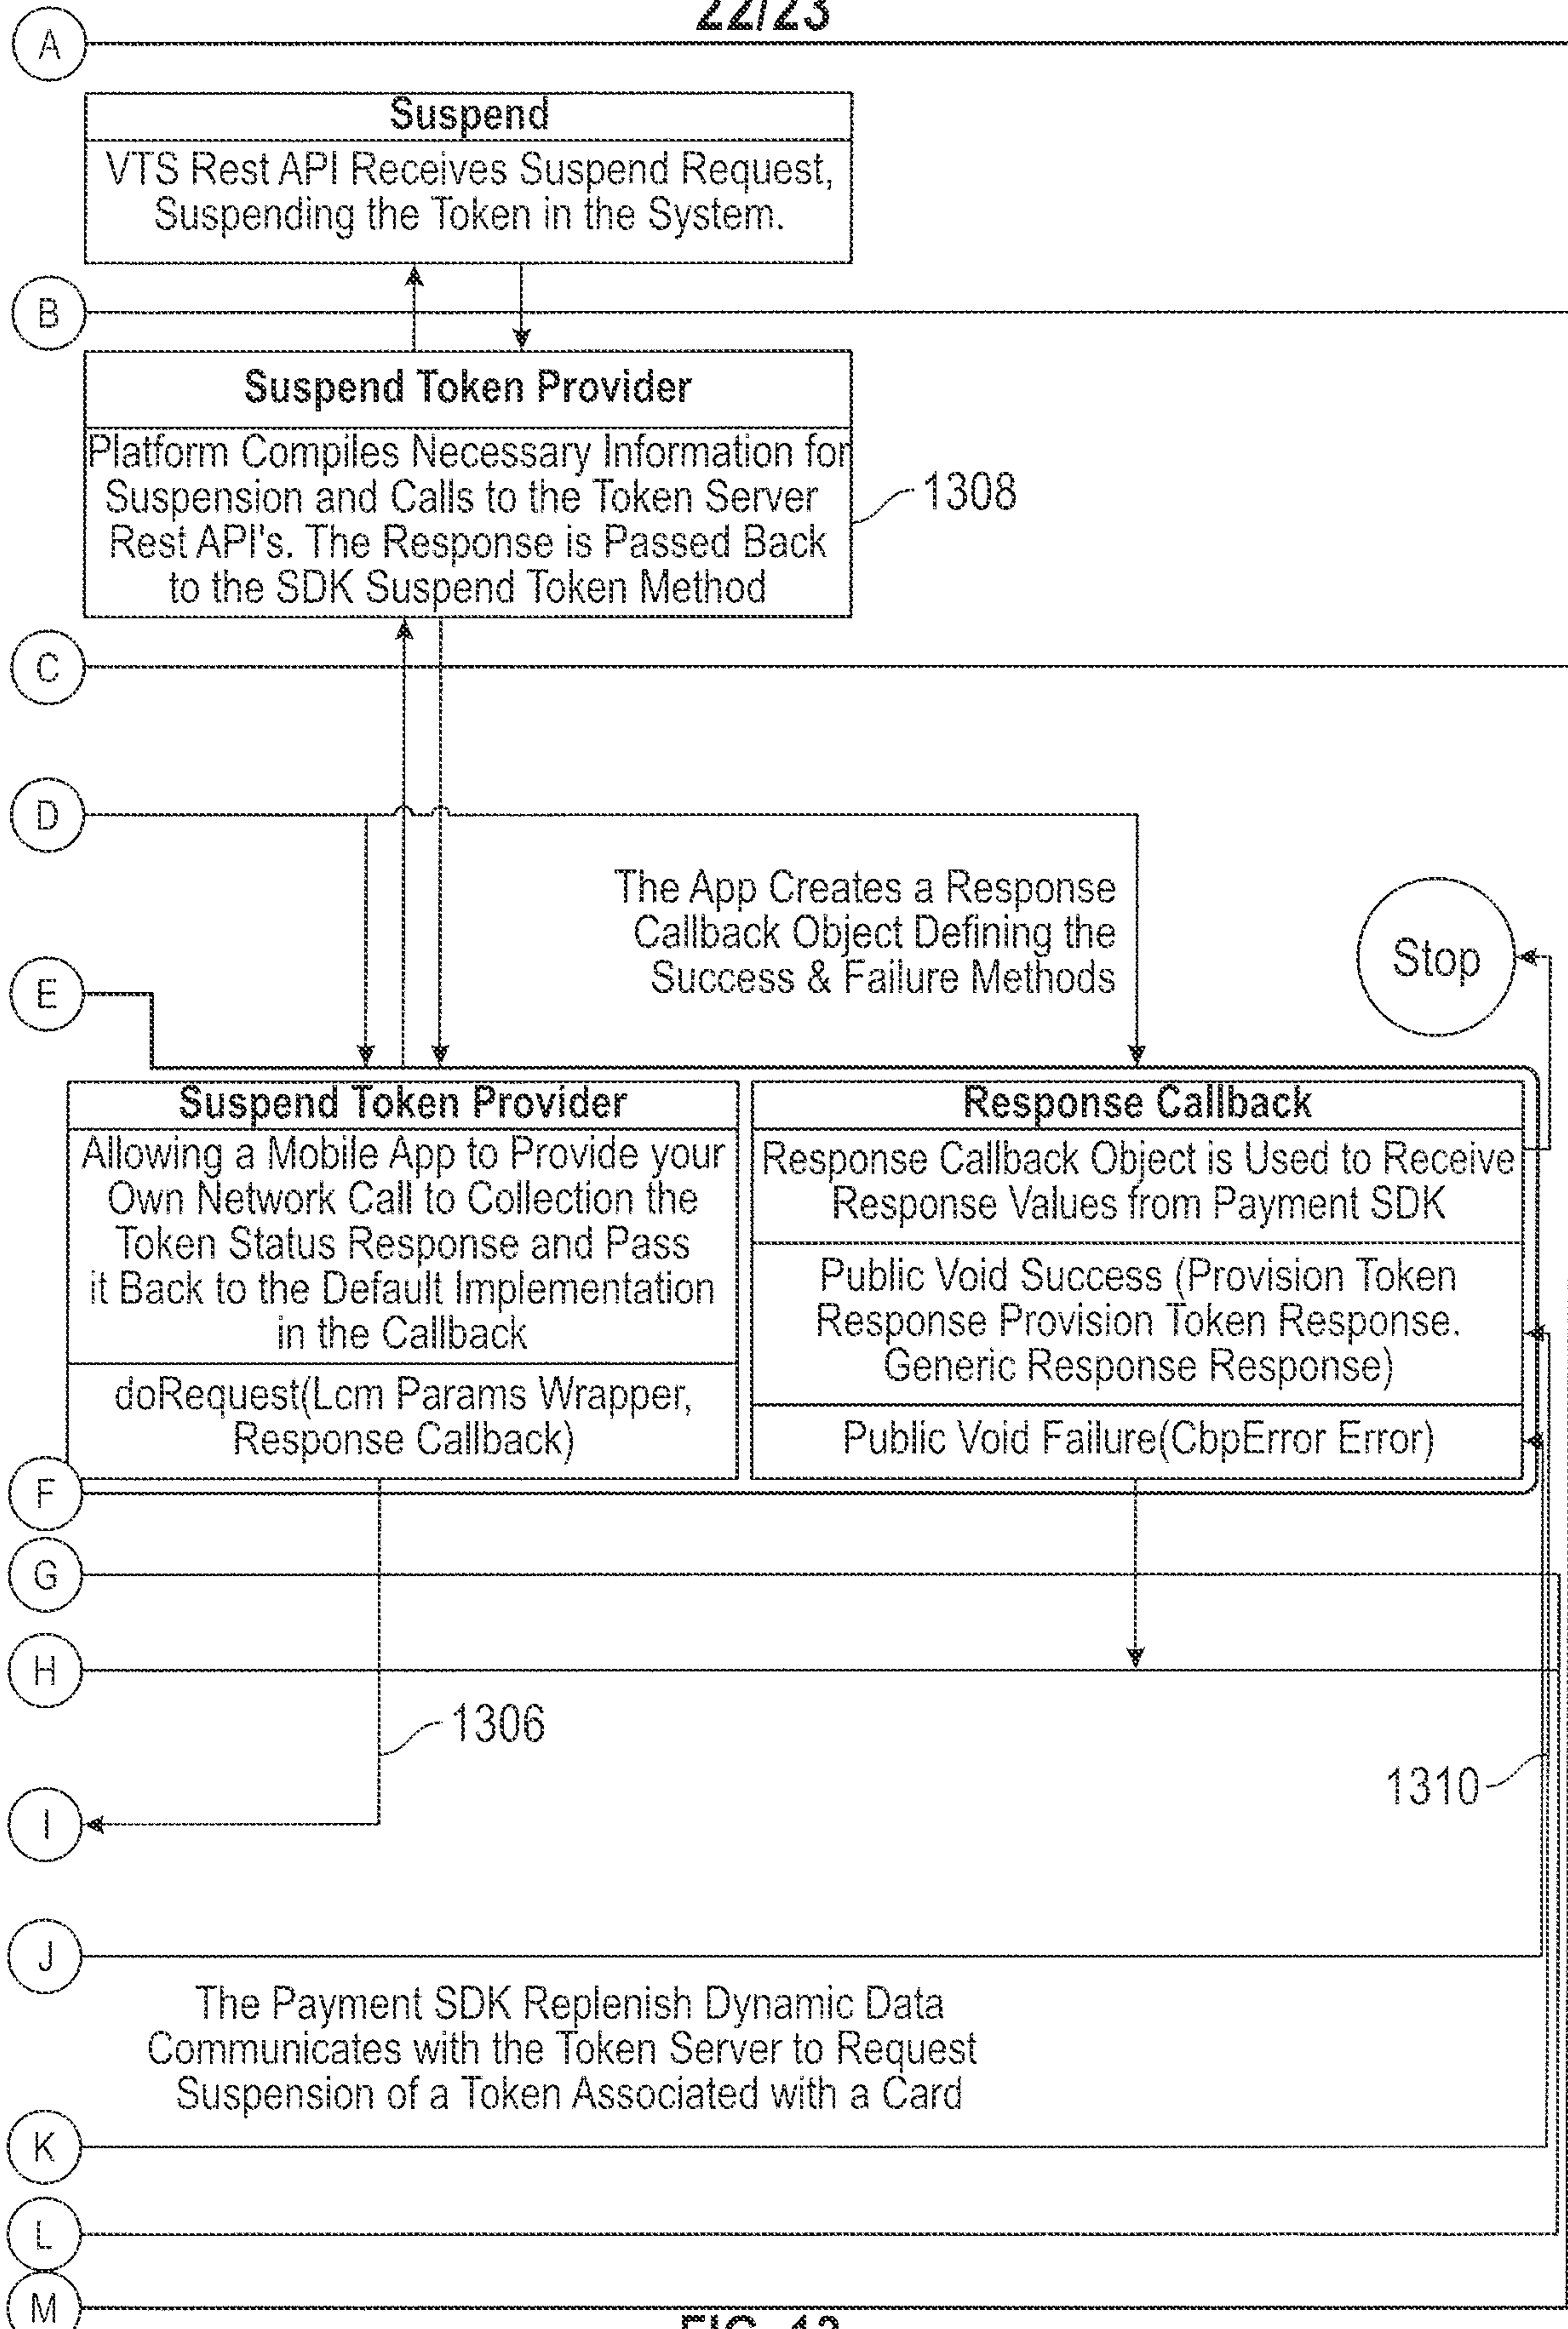 22/23
A
Suspend
VTS Rest API Receives Suspend Request,
Suspending the Token in the System.
B
Suspend Token Provider
Platform Compiles Necessary Information for
Suspension and Calls to the Token Server
Rest API's. The Response is Passed Back
to the SDK Suspend Token Method
1308
C
D
The App Creates a Response
Callback Object Defining the
Success & Failure Methods
Stop
E
Suspend Token Provider
Allowing a Mobile App to Provide your
Own Network Call to Collection the
Token Status Response and Pass
it Back to the Default Implementation
in the Callback
doRequest(Lcm Params Wrapper,
Response Callback)
Response Callback
Response Callback Object is Used to Receive
Response Values from Payment SDK
Public Void Success (Provision Token
Response Provision Token Response.
Generic Response Response)
Public Void Failure(CbpError Error)
F
G
H
1306
1310
I
J
The Payment SDK Replenish Dynamic Data
Communicates with the Token Server to Request
Suspension of a Token Associated with a Card
K
L
M
FIG. 13